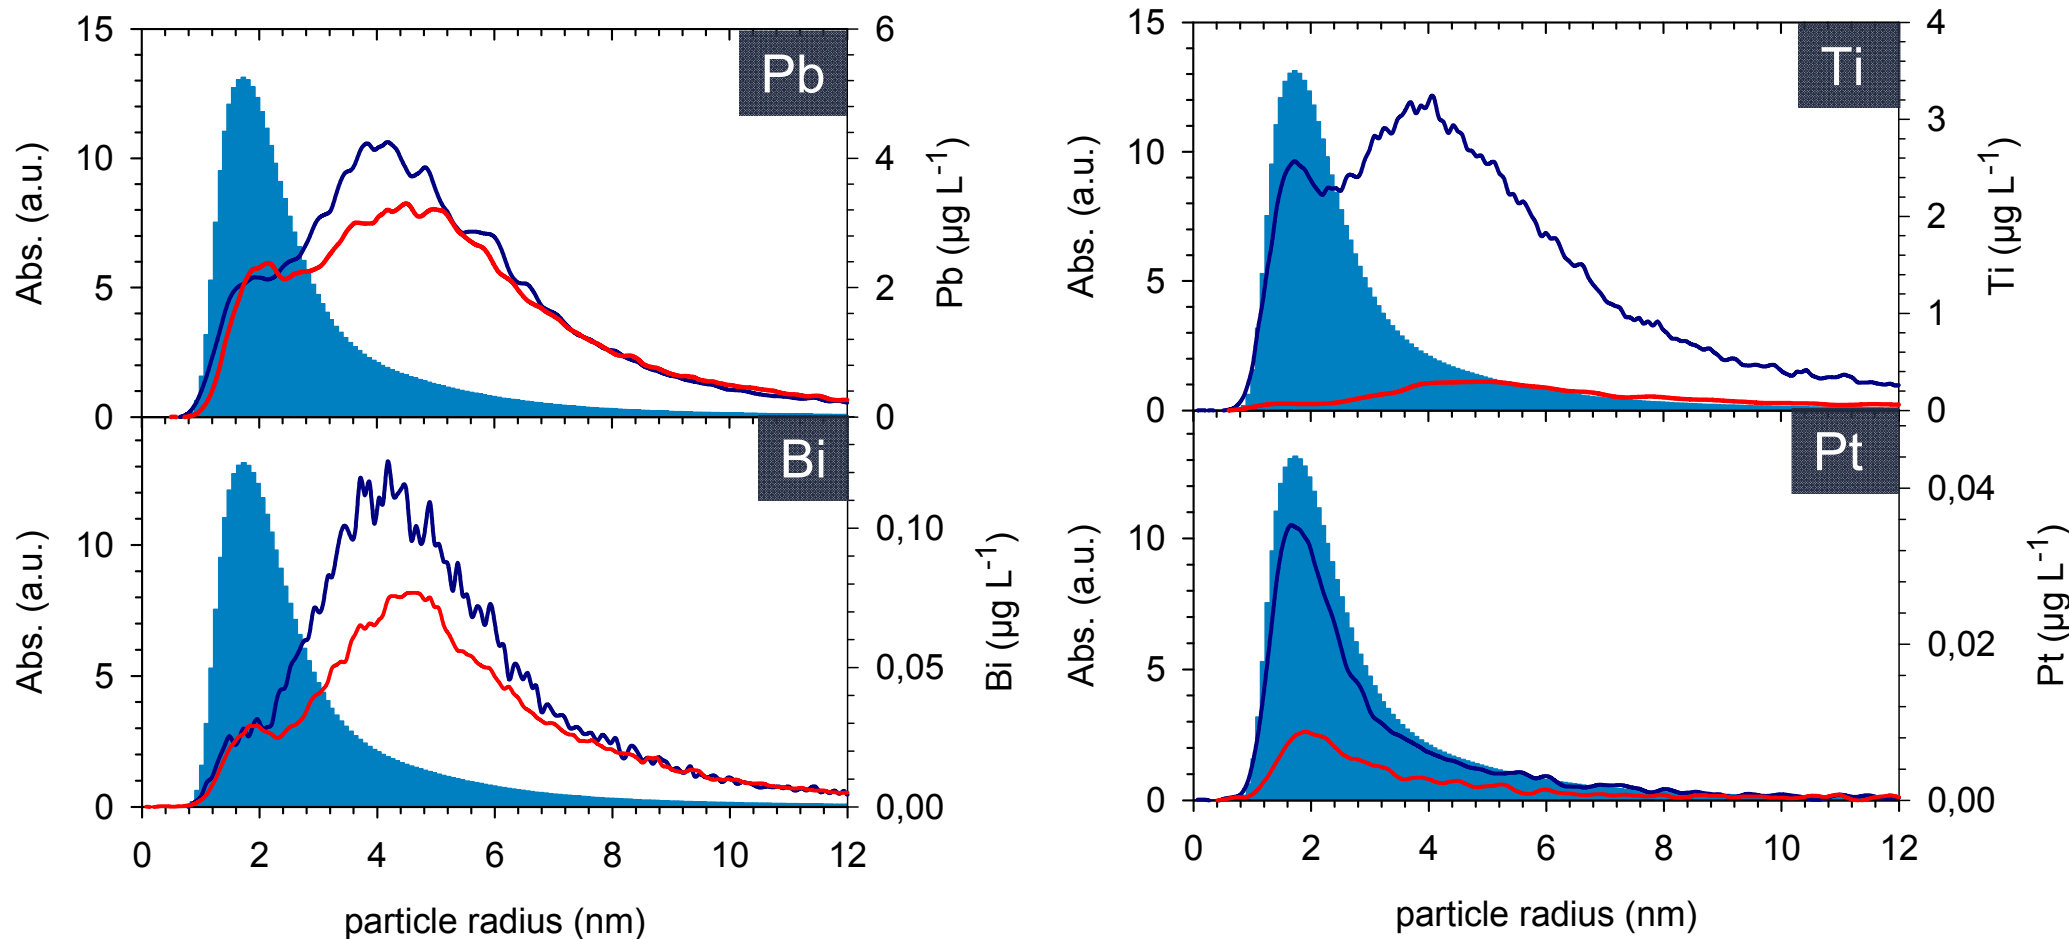 15
10
5
0
Abs. (a.u.)
Pb
6
4
2
0
Pb (µg L-1)
10
5
0
Abs. (a.u.)
Bi
0,10
0,05
0,00
Bi (µg L-1)
0 2 4 6 8 10 12
particle radius (nm)
15
10
5
0
Abs. (a.u.)
Ti
4
3
2
1
0
Ti (µg L-1)
10
5
0
Abs. (a.u.)
Pt
0,04
0,02
0,00
Pt (µg L-1)
0 2 4 6 8 10 12
particle radius (nm)